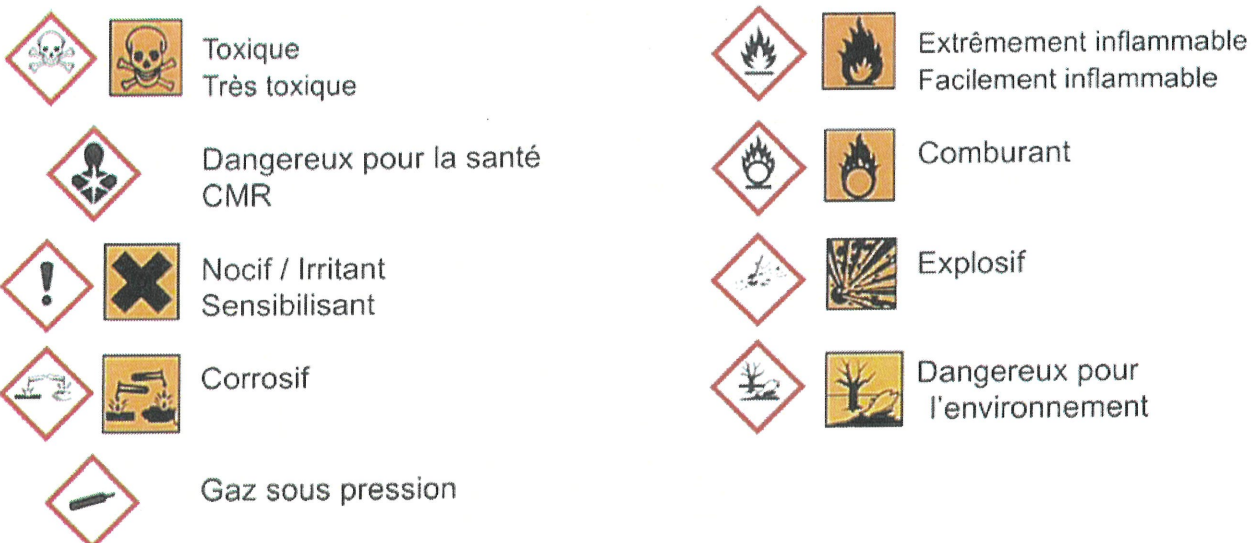 Toxique
Très toxique
Dangereux pour la santé
CMR
Nocif / Irritant
Sensibilisant
Corrosif
Gaz sous pression
Extrêmement inflammable
Facilement inflammable
Comburant
Explosif
Dangereux pour
l'environnement